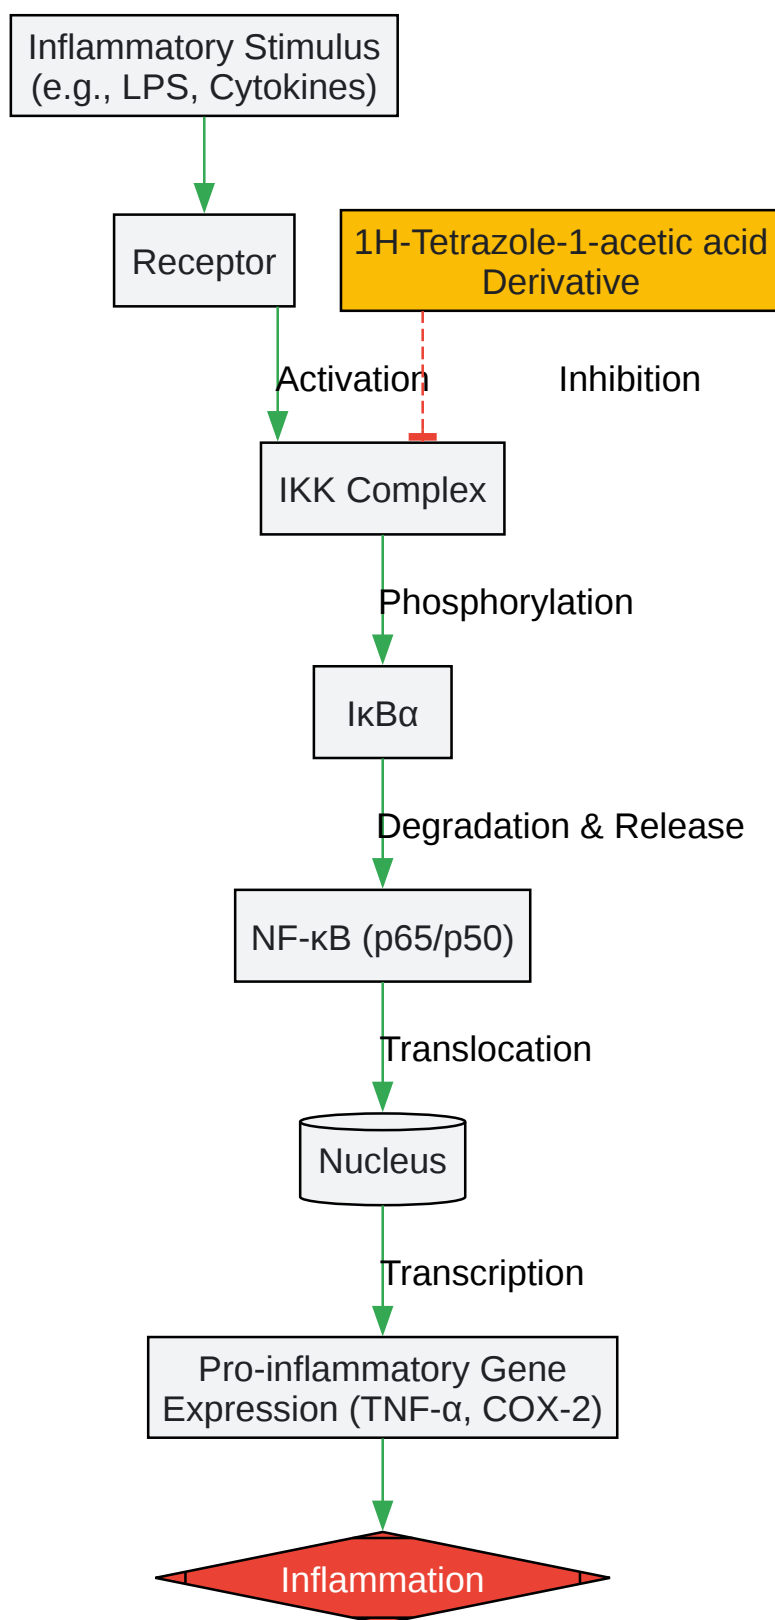 Inflammatory Stimulus
(e.g., LPS, Cytokines)
Receptor
1H-Tetrazole-1-acetic acid
Derivative
Activation
Inhibition
IKK Complex
Phosphorylation
IκBα
Degradation & Release
NF-κB (p65/p50)
Translocation
Nucleus
Transcription
Pro-inflammatory Gene
Expression (TNF-α, COX-2)
Inflammation